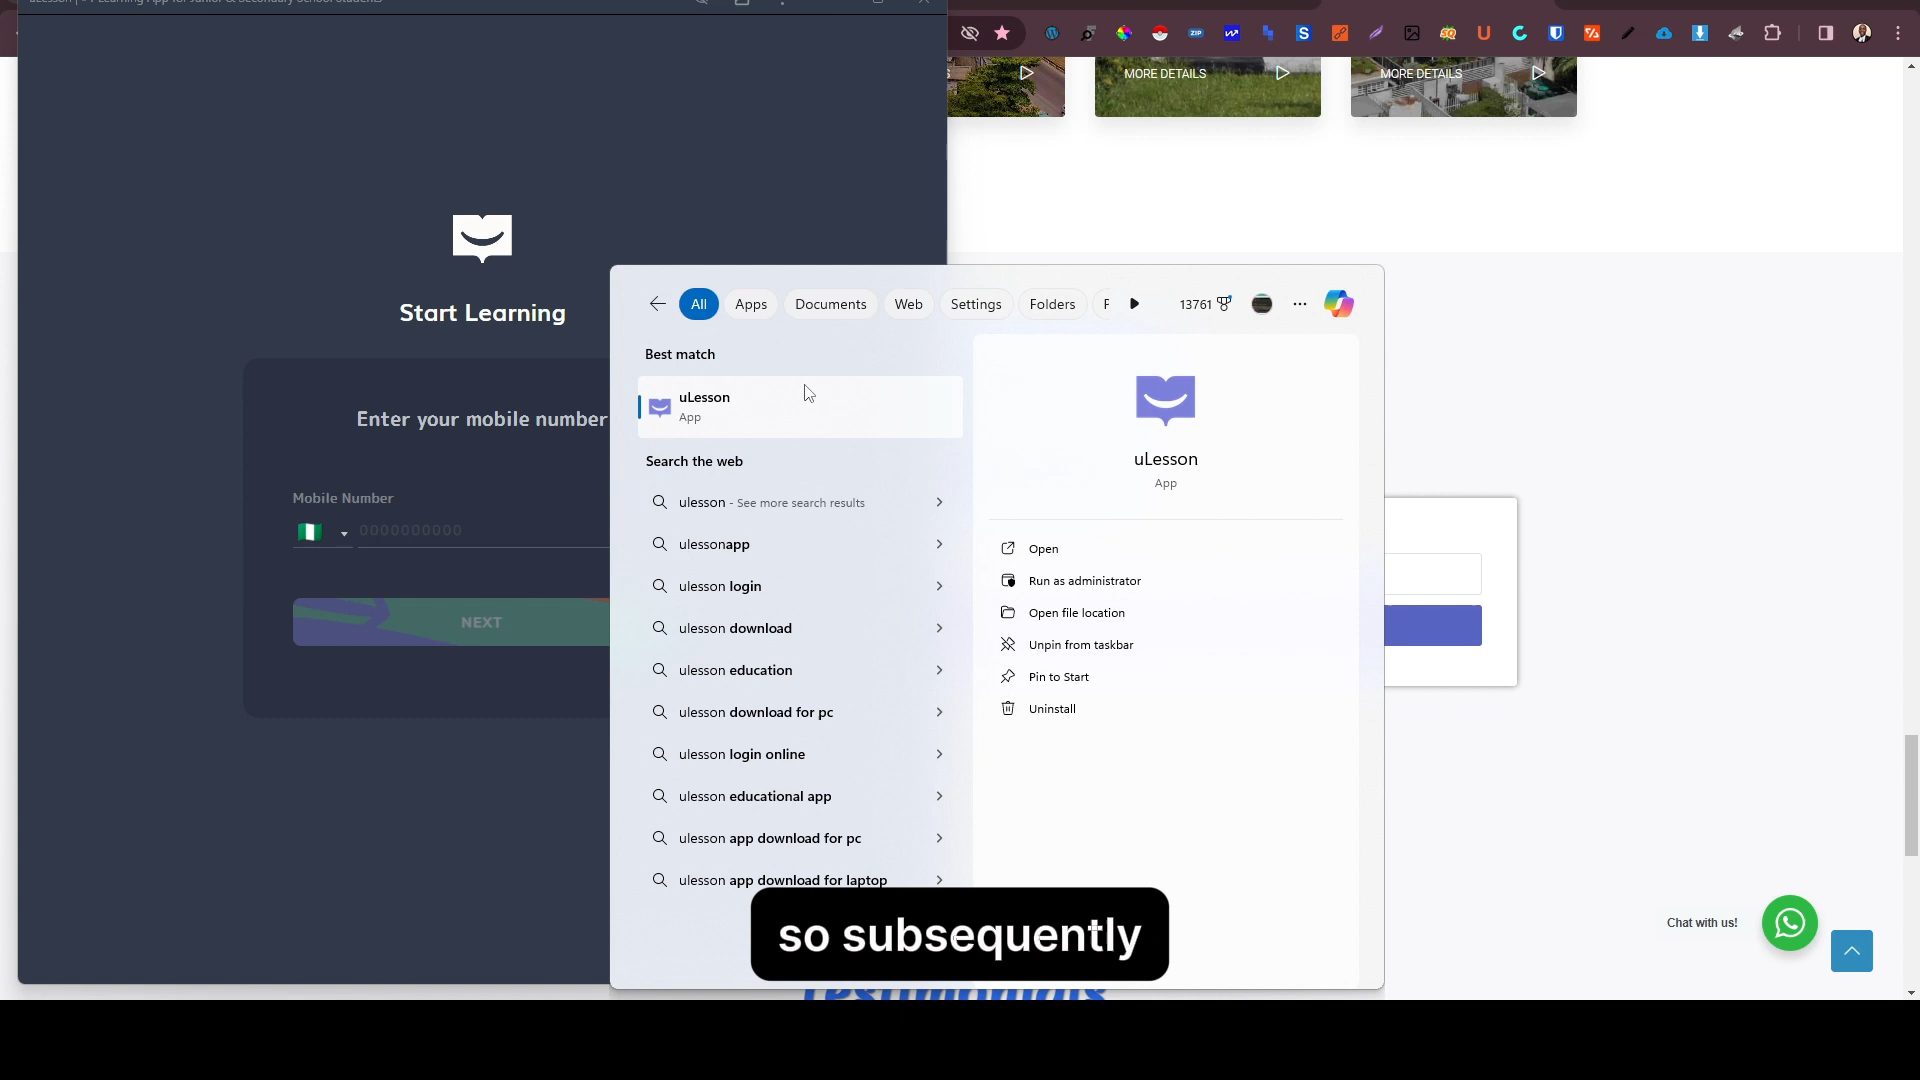 MORE DETAILS
MORE DETAILS
Start Learning
Enter your mobile number
Mobile Number
0000000000
NEXT
All
Apps
Documents
Web
Settings
Folders
13761
Best match
uLesson
App
Search the web
ulesson - See more search results
ulessonapp
ulesson login
ulesson download
ulesson education
ulesson download for pc
ulesson login online
ulesson educational app
ulesson app download for pc
ulesson app download for laptop
uLesson
App
Open
Run as administrator
Open file location
Unpin from taskbar
Pin to Start
Uninstall
Chat with us!
so subsequently
Testimonials